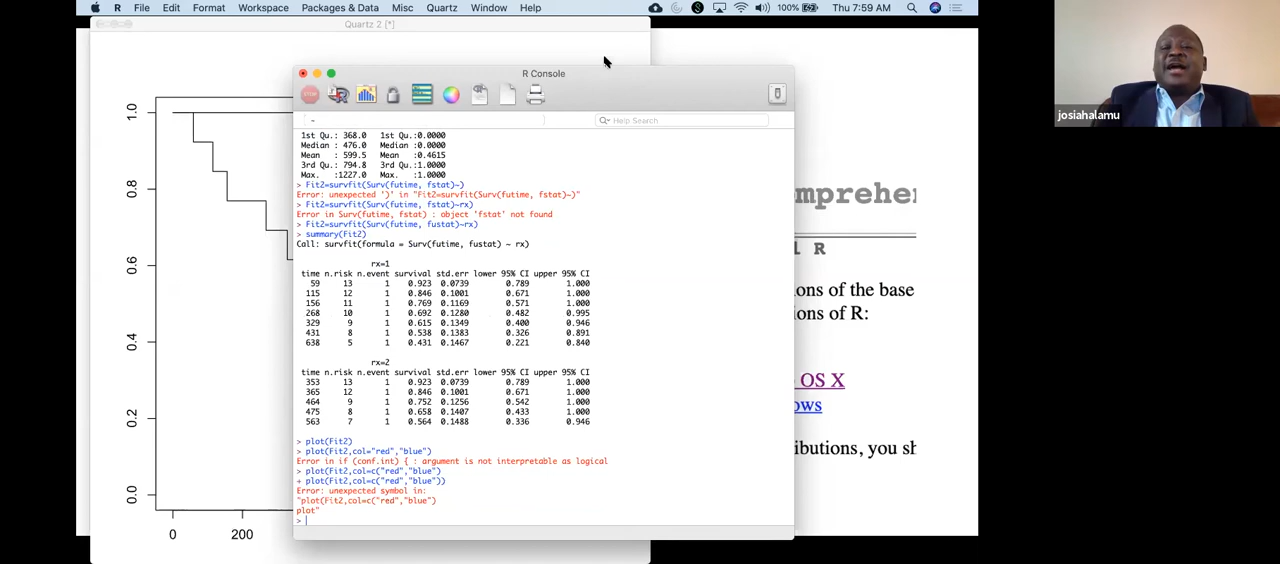 R File Edit Format Workspace Packages & Data Misc Quartz Window Help 100% Thu 7:59 AM
Quartz 2 [*]
R Console
STOP
Help Search
1st Qu.: 368.0 1st Qu.:0.0000
Median : 476.0 Median :0.0000
Mean : 599.5 Mean :0.4615
3rd Qu.: 794.8 3rd Qu.:1.0000
Max. :1227.0 Max. :1.0000
> Fit2=survfit(Surv(futime, fstat)~)
Error: unexpected ')' in "Fit2=survfit(Surv(futime, fstat)~)"
> Fit2=survfit(Surv(futime, fstat)~rx)
Error in Surv(futime, fstat) : object 'fstat' not found
> Fit2=survfit(Surv(futime, fustat)~rx)
> summary(Fit2)
Call: survfit(formula = Surv(futime, fustat) ~ rx)
rx=1
time n.risk n.event survival std.err lower 95% CI upper 95% CI
59 13 1 0.923 0.0739 0.789 1.000
115 12 1 0.846 0.1001 0.671 1.000
156 11 1 0.769 0.1169 0.571 1.000
268 10 1 0.692 0.1280 0.482 0.995
329 9 1 0.615 0.1349 0.400 0.946
431 8 1 0.538 0.1383 0.326 0.891
638 5 1 0.431 0.1467 0.221 0.840
rx=2
time n.risk n.event survival std.err lower 95% CI upper 95% CI
353 13 1 0.923 0.0739 0.789 1.000
365 12 1 0.846 0.1001 0.671 1.000
464 9 1 0.752 0.1256 0.542 1.000
475 8 1 0.658 0.1407 0.433 1.000
563 7 1 0.564 0.1488 0.336 0.946
> plot(Fit2)
> plot(Fit2,col="red","blue")
Error in if (conf.int) { : argument is not interpretable as logical
> plot(Fit2,col=c("red","blue")
+ plot(Fit2,col=c("red","blue"))
Error: unexpected symbol in:
"plot(Fit2,col=c("red","blue")
plot"
>
1.0
0.8
0.6
0.4
0.2
0.0
0 200
mprehen
l R
ions of the base
ions of R:
OS X
ows
ributions, you sh
josiahalamu